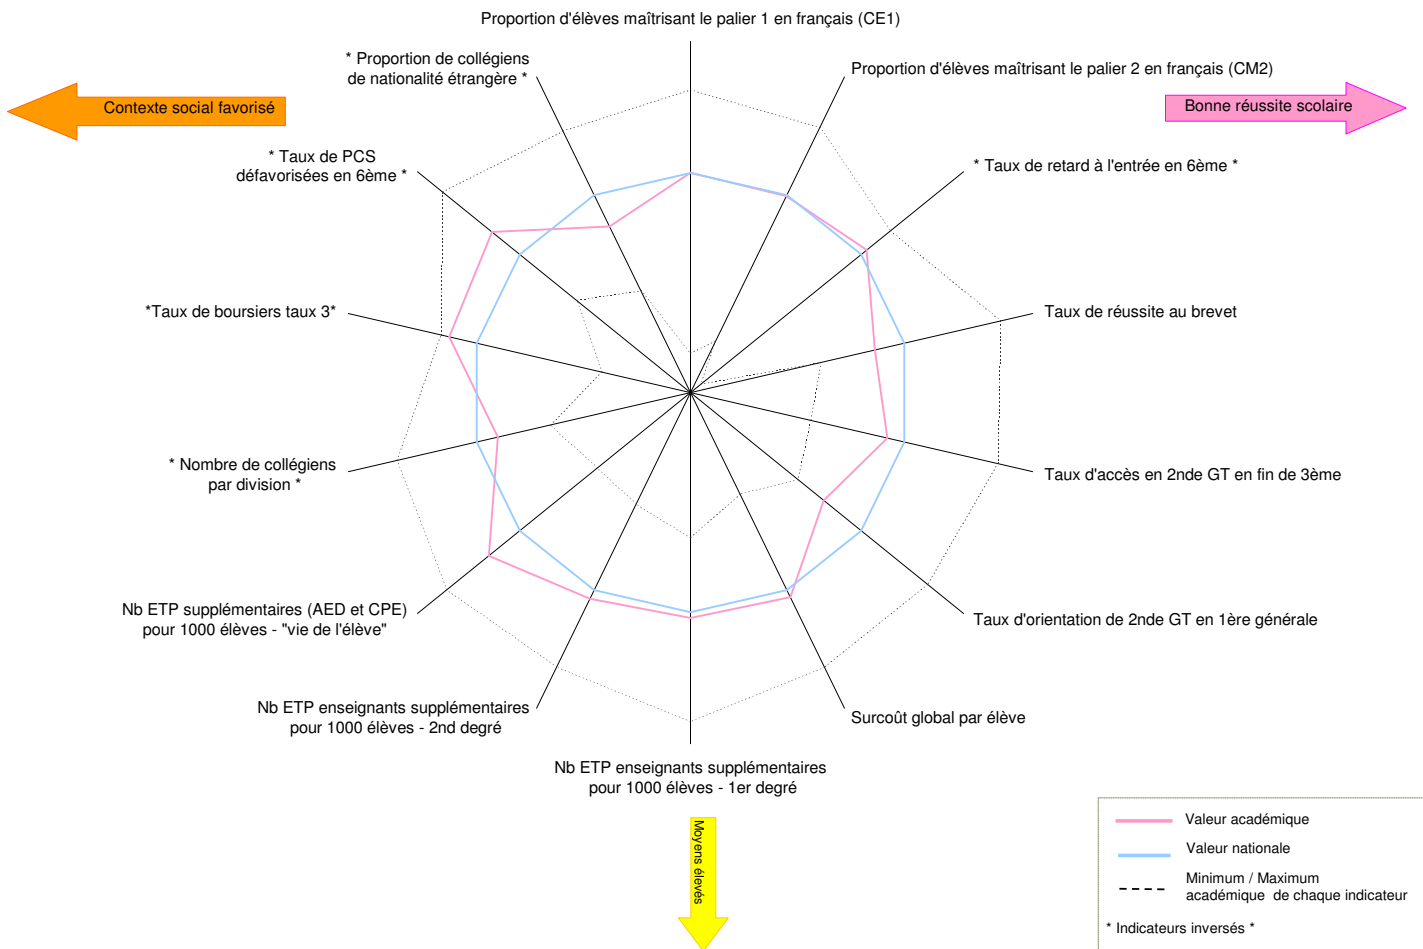 Proportion d'élèves maîtrisant le palier 1 en français (CE1)
* Proportion de collégiens
de nationalité étrangère *
Proportion d'élèves maîtrisant le palier 2 en français (CM2)
Contexte social favorisé
Bonne réussite scolaire
* Taux de PCS
défavorisées en 6ème *
* Taux de retard à l'entrée en 6ème *
*Taux de boursiers taux 3*
Taux de réussite au brevet
* Nombre de collégiens
par division *
Taux d'accès en 2nde GT en fin de 3ème
Nb ETP supplémentaires (AED et CPE)
pour 1000 élèves - "vie de l'élève"
Taux d'orientation de 2nde GT en 1ère générale
Nb ETP enseignants supplémentaires
pour 1000 élèves - 2nd degré
Surcoût global par élève
Nb ETP enseignants supplémentaires
pour 1000 élèves - 1er degré
Moyens élevés
Valeur académique
Valeur nationale
Minimum / Maximum
académique de chaque indicateur
* Indicateurs inversés *